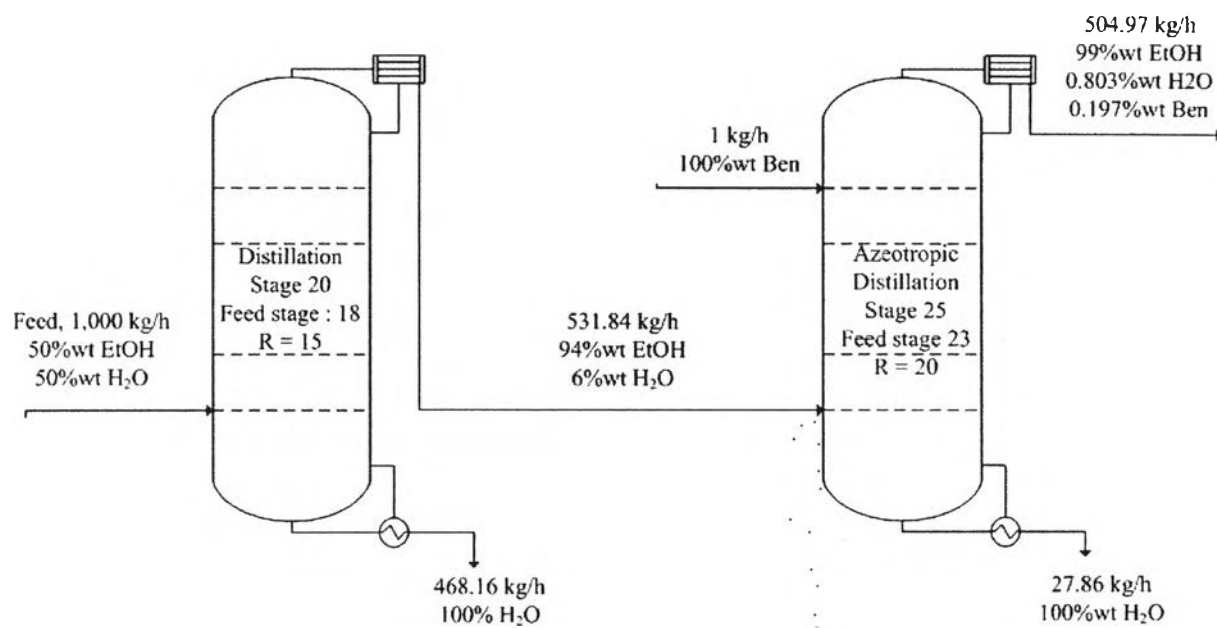 504.97 kg/h
99%wt EtOH
0.803%wt H2O
0.197%wt Ben
1 kg/h
100%wt Ben
Distillation
Stage 20
Feed stage : 18
R = 15
Azeotropic
Distillation
Stage 25
Feed stage 23
R = 20
Feed, 1,000 kg/h
50%wt EtOH
50%wt H₂O
531.84 kg/h
94%wt EtOH
6%wt H₂O
468.16 kg/h
100% H₂O
27.86 kg/h
100%wt H₂O